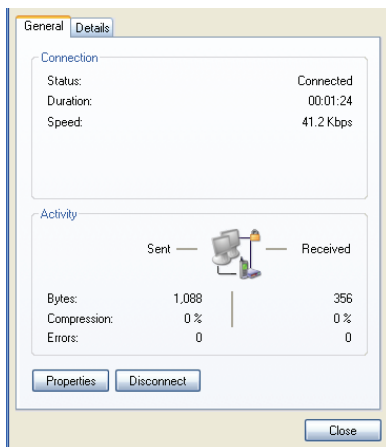 General Details
Connection
Status: Connected
Duration: 00:01:24
Speed: 41.2 Kbps
Activity
Sent Received
Bytes: 1,088 356
Compression: 0 % 0 %
Errors: 0 0
Properties Disconnect
Close